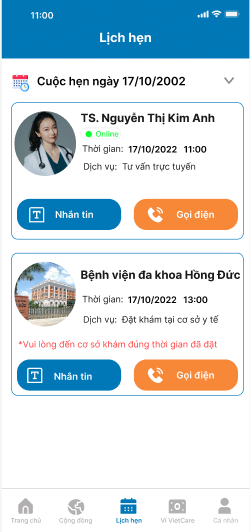 11:00
Lịch hẹn
Cuộc hẹn ngày 17/10/2002
TS. Nguyễn Thị Kim Anh
Online
Thời gian: 17/10/2022 11:00
Dịch vụ: Tư vấn trực tuyến
T Nhắn tin
Gọi điện
Bệnh viện đa khoa Hồng Đức
Thời gian: 17/10/2022 13:00
Dịch vụ: Đặt khám tại cơ sở y tế
*Vui lòng đến cơ sở khám đúng thời gian đã đặt
T Nhắn tin
Gọi điện
Trang chủ Cộng đồng Lịch hẹn Ví VietCare Cá nhân